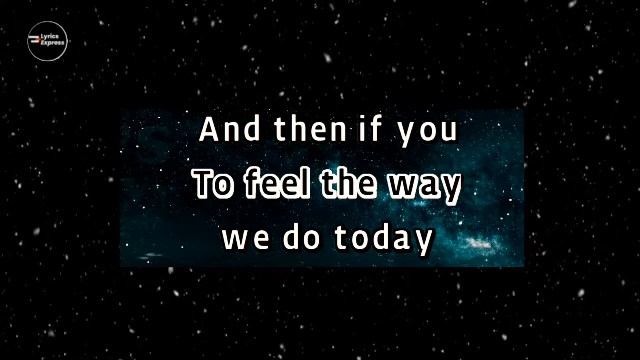 Lyrics
Express
And then if you
To feel the way
we do today